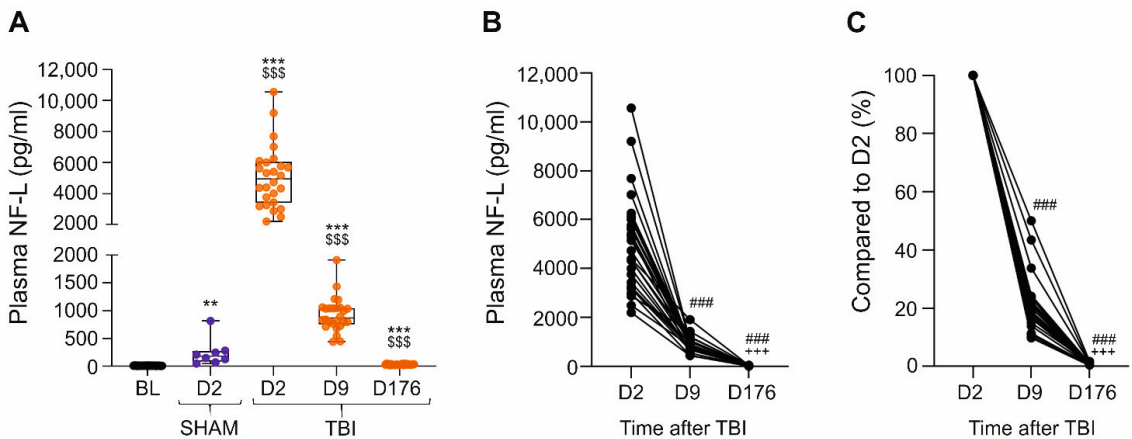 A
B
C
Plasma NF-L (pg/ml)
12,000
10,000
8000
6000
4000
2000
2000
1500
1000
500
0
***
$$$
**
***
$$$
***
$$$
BL
D2
D2
D9
D176
SHAM
TBI
Plasma NF-L (pg/ml)
12,000
10,000
8000
6000
4000
2000
0
###
###
+++
D2
D9
D176
Time after TBI
Compared to D2 (%)
100
80
60
40
20
0
###
###
+++
D2
D9
D176
Time after TBI